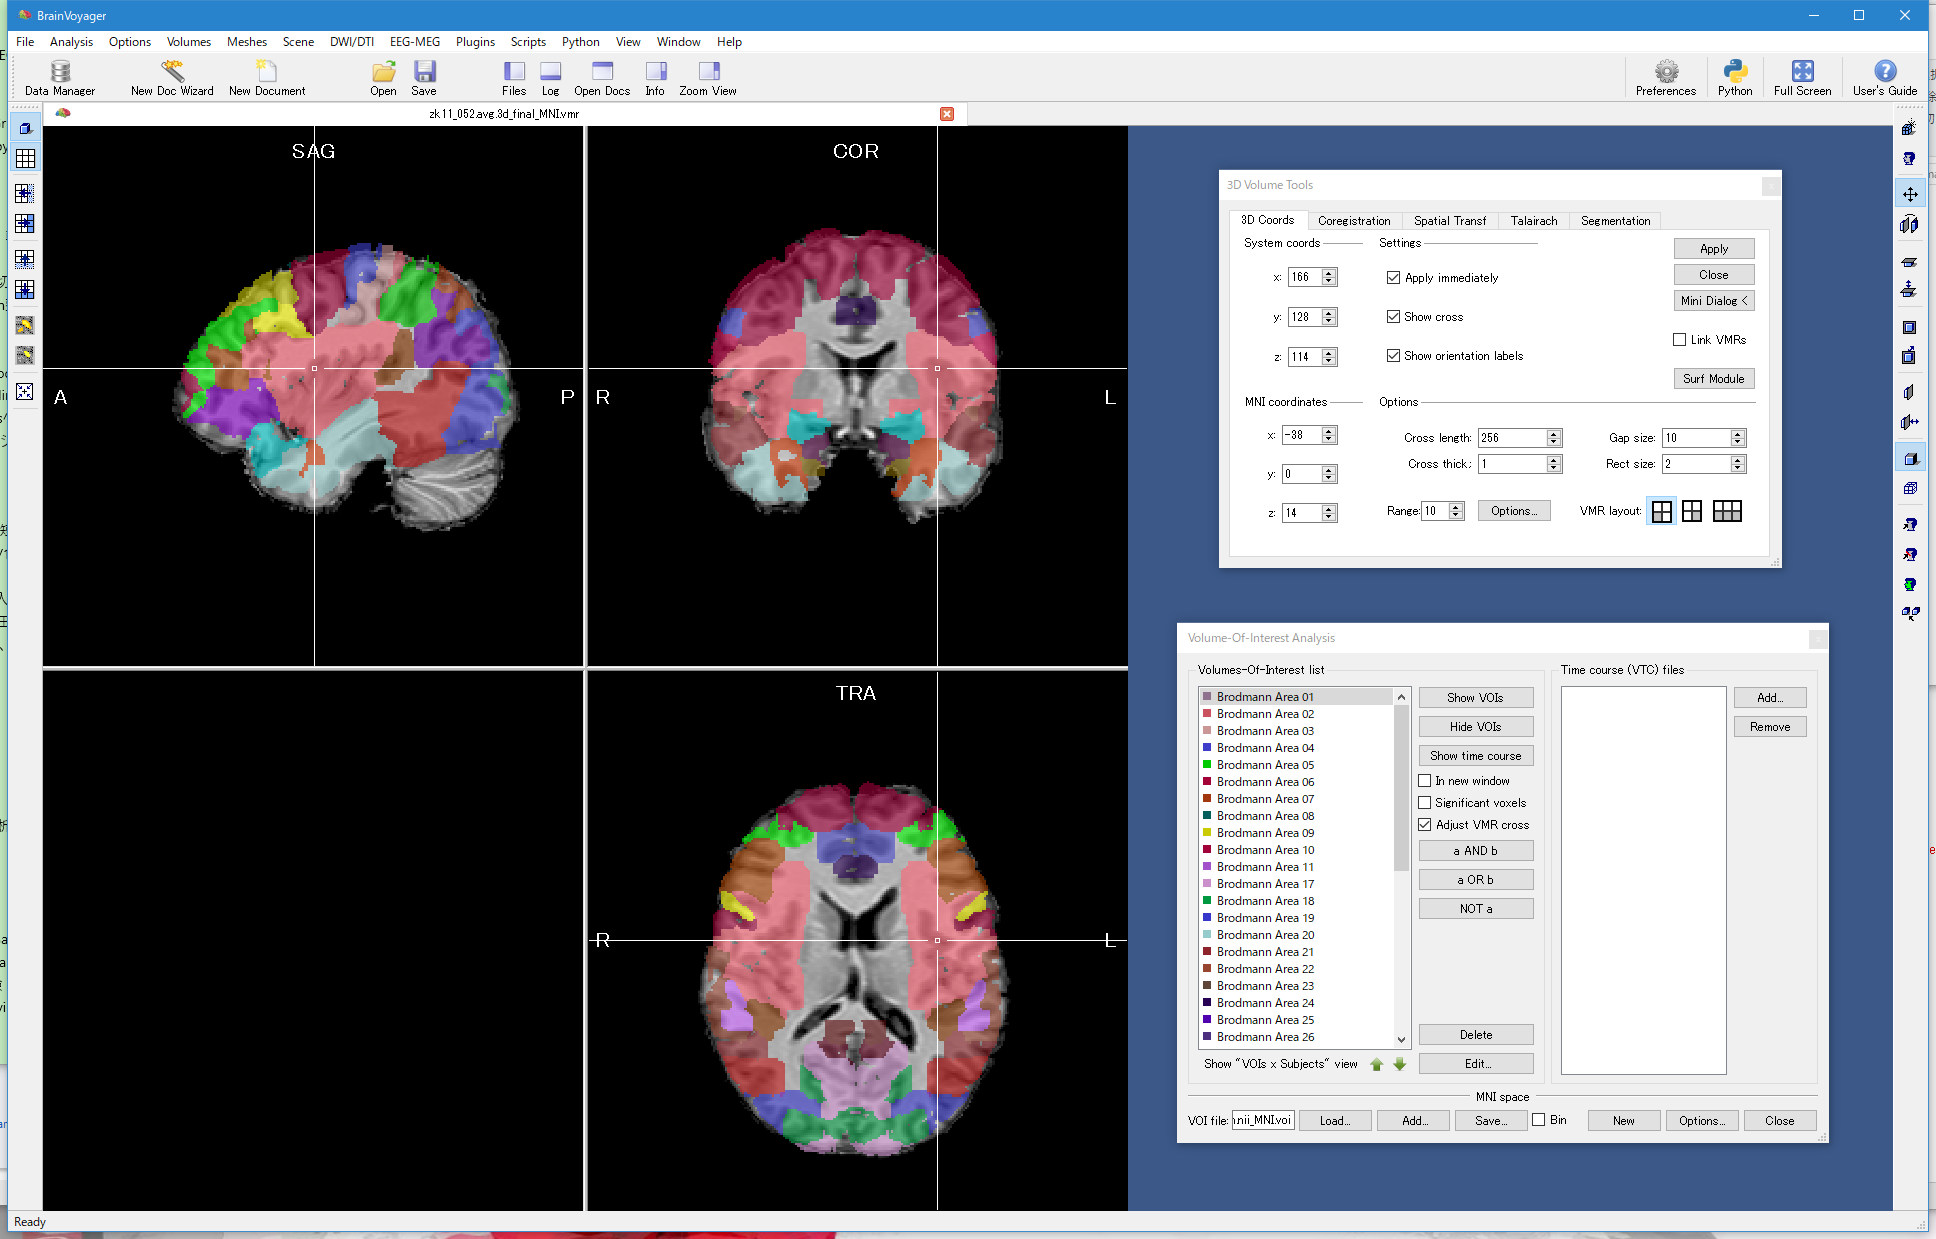 BrainVoyager
File Analysis Options Volumes Meshes Scene DWI/DTI EEG-MEG Plugins Scripts Python View Window Help
Data Manager New Doc Wizard New Document Open Save Files Log Open Docs Info Zoom View Preferences Python Full Screen User's Guide
zk11_052.avg.3d_final_MNI.vmr
SAG
A
P
COR
R
L
TRA
R
L
3D Volume Tools
3D Coords Coregistration Spatial Transf Talairach Segmentation
System coords
x: 166
y: 128
z: 114
Settings
Apply immediately
Show cross
Show orientation labels
Apply
Close
Mini Dialog <
Link VMRs
Surf Module
MNI coordinates
x: -38
y: 0
z: 14
Options
Cross length: 256 Gap size: 10
Cross thick.: 1 Rect size: 2
Range: 10 Options... VMR layout:
Volume-Of-Interest Analysis
Volumes-Of-Interest list
Brodmann Area 01
Brodmann Area 02
Brodmann Area 03
Brodmann Area 04
Brodmann Area 05
Brodmann Area 06
Brodmann Area 07
Brodmann Area 08
Brodmann Area 09
Brodmann Area 10
Brodmann Area 11
Brodmann Area 17
Brodmann Area 18
Brodmann Area 19
Brodmann Area 20
Brodmann Area 21
Brodmann Area 22
Brodmann Area 23
Brodmann Area 24
Brodmann Area 25
Brodmann Area 26
Show "VOIs x Subjects" view
Show VOIs
Hide VOIs
Show time course
In new window
Significant voxels
Adjust VMR cross
a AND b
a OR b
NOT a
Delete
Edit...
Time course (VTC) files
Add...
Remove
MNI space
VOI file: .nii_MNI.voi Load... Add... Save... Bin New Options... Close
Ready